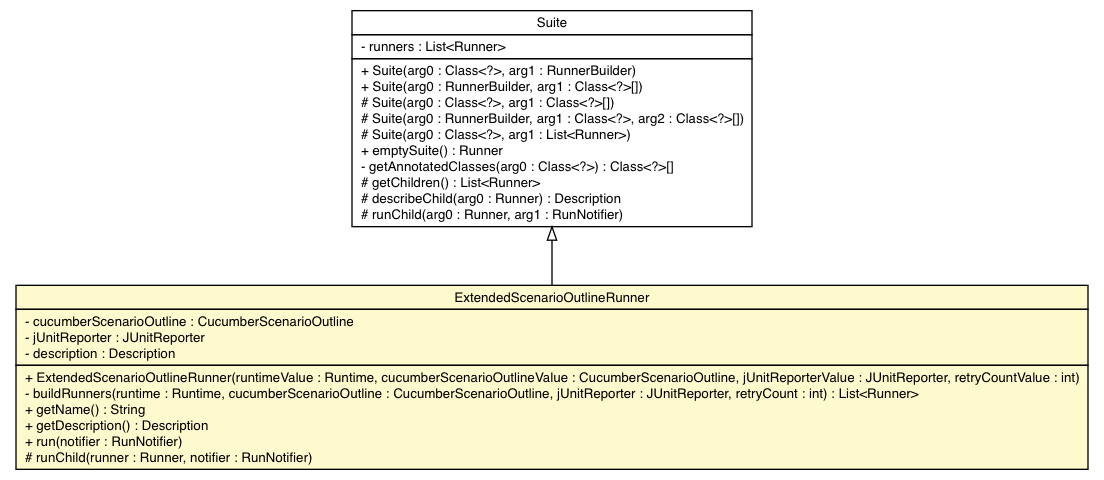 Suite
- runners : List<Runner>
+ Suite(arg0 : Class<?>, arg1 : RunnerBuilder)
+ Suite(arg0 : RunnerBuilder, arg1 : Class<?>[])
# Suite(arg0 : Class<?>, arg1 : Class<?>[])
# Suite(arg0 : RunnerBuilder, arg1 : Class<?>, arg2 : Class<?>[])
# Suite(arg0 : Class<?>, arg1 : List<Runner>)
+ emptySuite() : Runner
- getAnnotatedClasses(arg0 : Class<?>) : Class<?>[]
# getChildren() : List<Runner>
# describeChild(arg0 : Runner) : Description
# runChild(arg0 : Runner, arg1 : RunNotifier)
ExtendedScenarioOutlineRunner
- cucumberScenarioOutline : CucumberScenarioOutline
- jUnitReporter : JUnitReporter
- description : Description
+ ExtendedScenarioOutlineRunner(runtimeValue : Runtime, cucumberScenarioOutlineValue : CucumberScenarioOutline, jUnitReporterValue : JUnitReporter, retryCountValue : int)
- buildRunners(runtime : Runtime, cucumberScenarioOutline : CucumberScenarioOutline, jUnitReporter : JUnitReporter, retryCount : int) : List<Runner>
+ getName() : String
+ getDescription() : Description
+ run(notifier : RunNotifier)
# runChild(runner : Runner, notifier : RunNotifier)